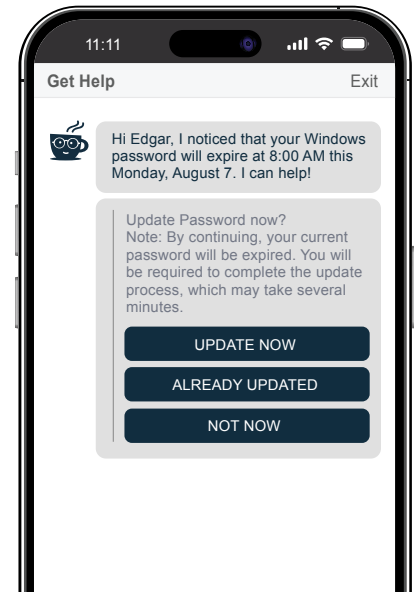 11:11
Get Help
Exit
Hi Edgar, I noticed that your Windows
password will expire at 8:00 AM this
Monday, August 7. I can help!
Update Password now?
Note: By continuing, your current
password will be expired. You will
be required to complete the update
process, which may take several
minutes.
UPDATE NOW
ALREADY UPDATED
NOT NOW